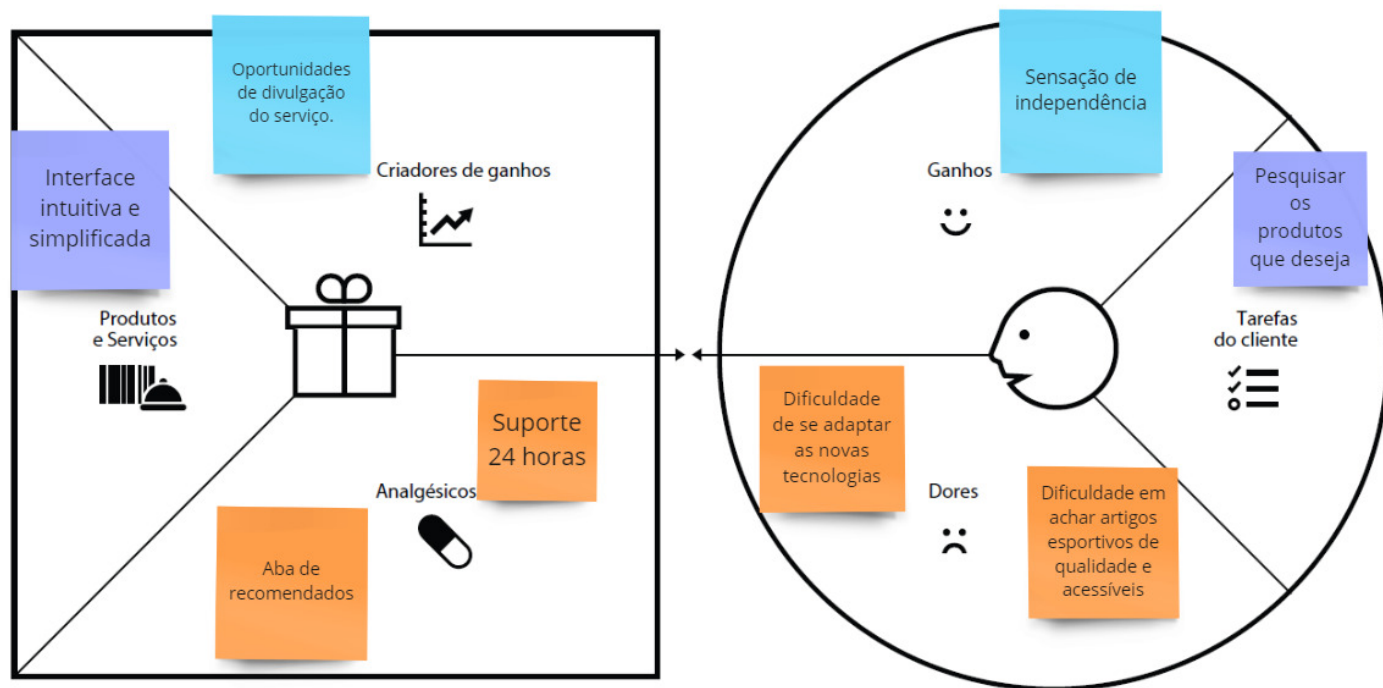 Oportunidades
de divulgação
do serviço.
Interface
intuitiva e
simplificada
Criadores de ganhos
Produtos
e Serviços
Suporte
24 horas
Analgésicos
Aba de
recomendados
Sensação de
independência
Ganhos
Pesquisar
os
produtos
que deseja
Tarefas
do cliente
Dificuldade
de se adaptar
as novas
tecnologias
Dores
Dificuldade em
achar artigos
esportivos de
qualidade e
acessíveis